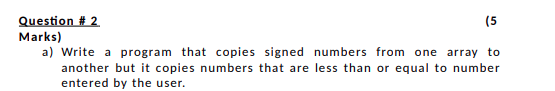 Question # 2 (5
Marks)
a) Write a program that copies signed numbers from one array to
another but it copies numbers that are less than or equal to number
entered by the user.